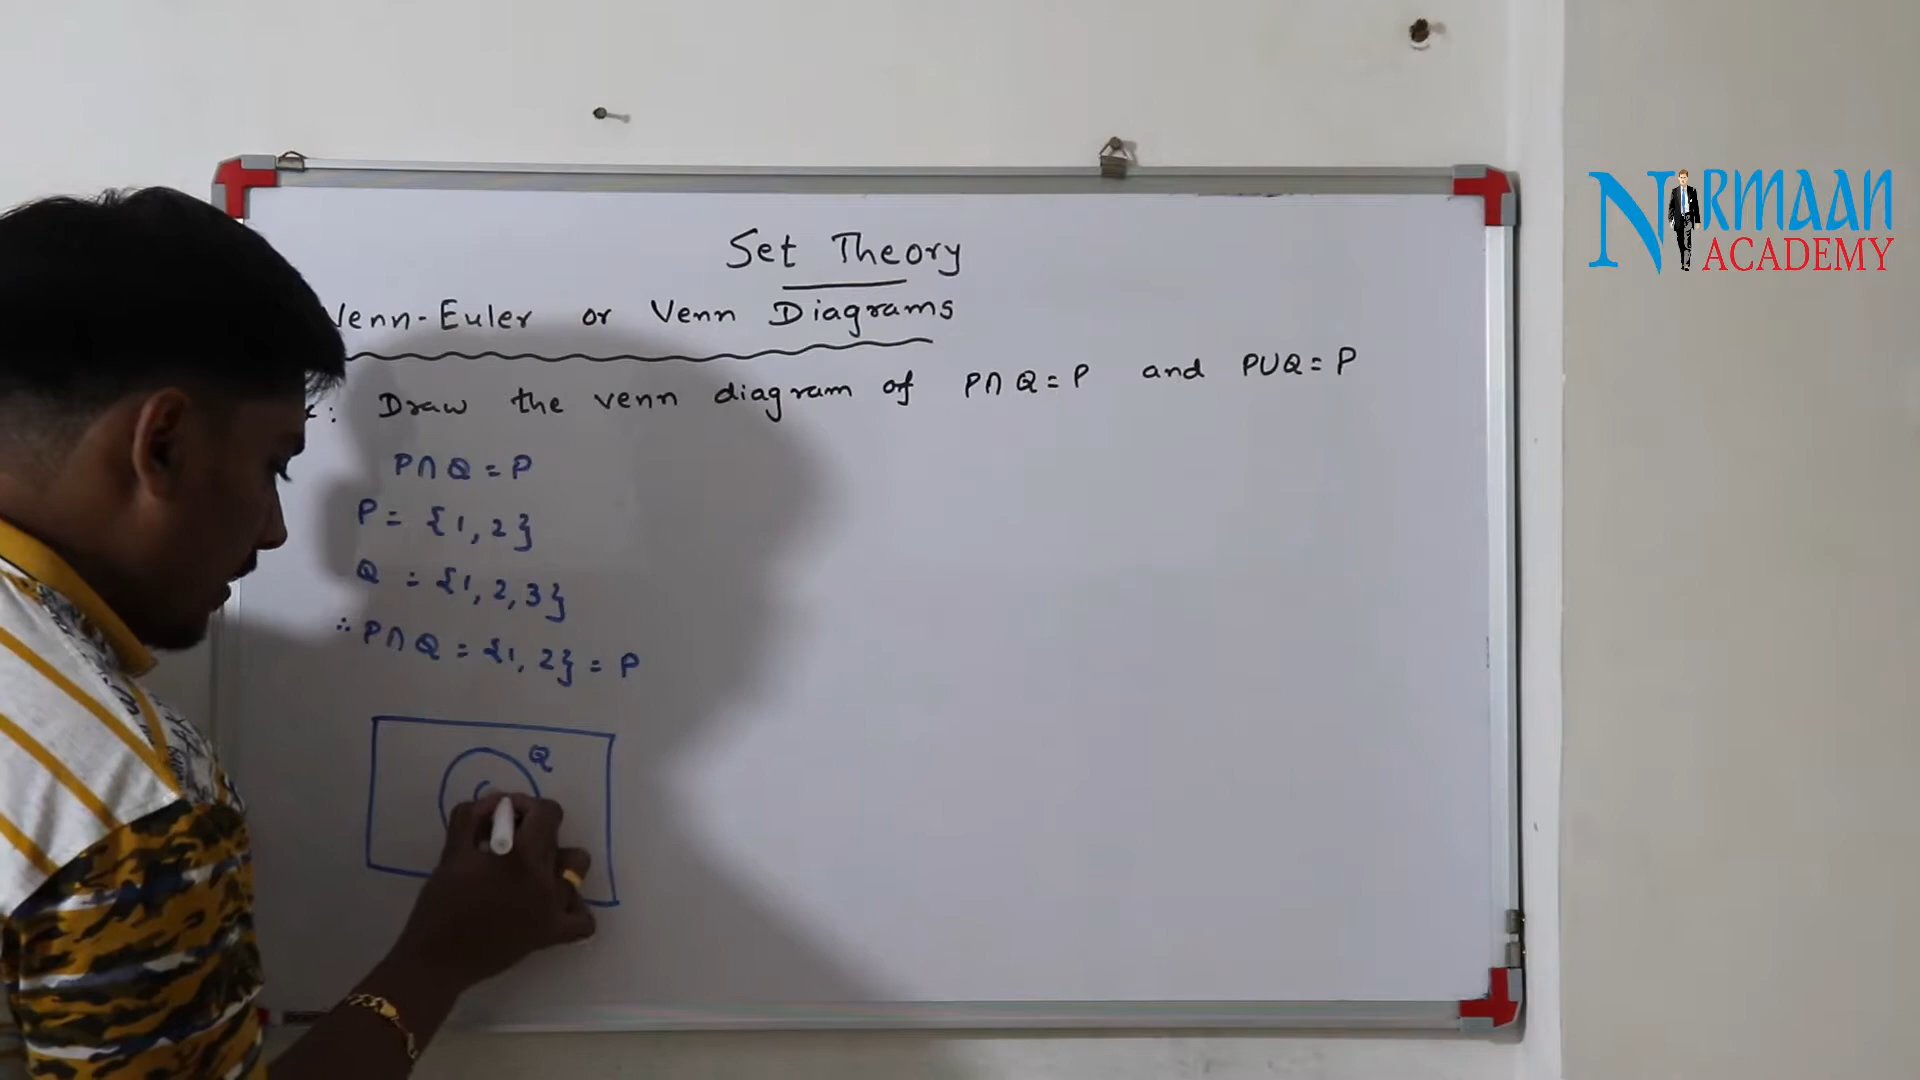 Set Theory
Venn-Euler or Venn Diagrams
: Draw the venn diagram of P∩Q=P and P∪Q=P
P∩Q=P
P= {1,2}
Q = {1,2,3}
∴ P∩Q = {1,2} = P
Q
NIRMAAN
ACADEMY